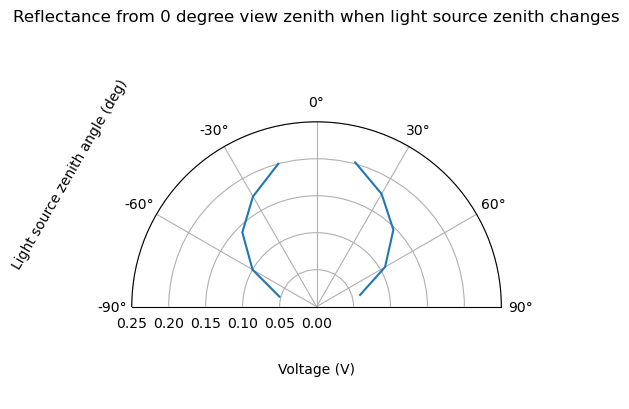 Reflectance from 0 degree view zenith when light source zenith changes
0°
-30°
30°
Light source zenith angle (deg)
-60°
60°
-90°
90°
0.25 0.20 0.15 0.10 0.05 0.00
Voltage (V)